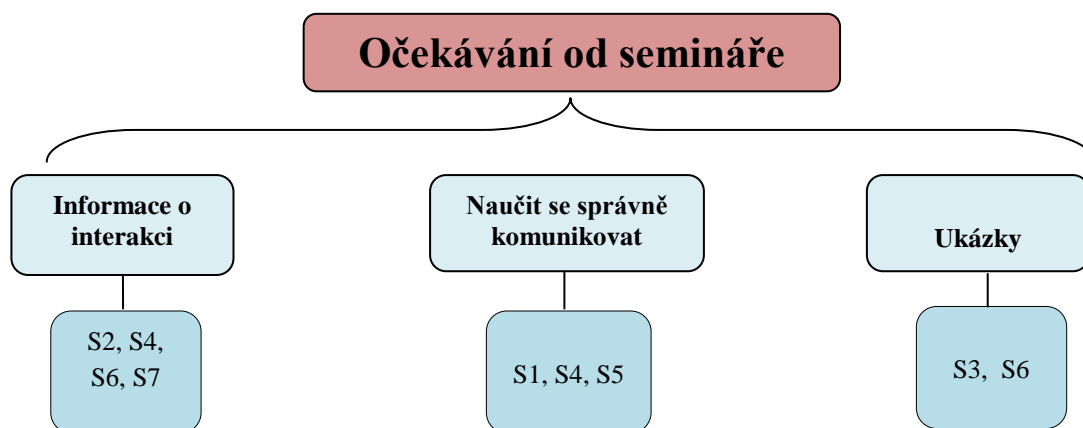 Očekávání od semináře
Informace o
interakci
Naučit se správně
komunikovat
Ukázky
S2, S4,
S6, S7
S1, S4, S5
S3, S6